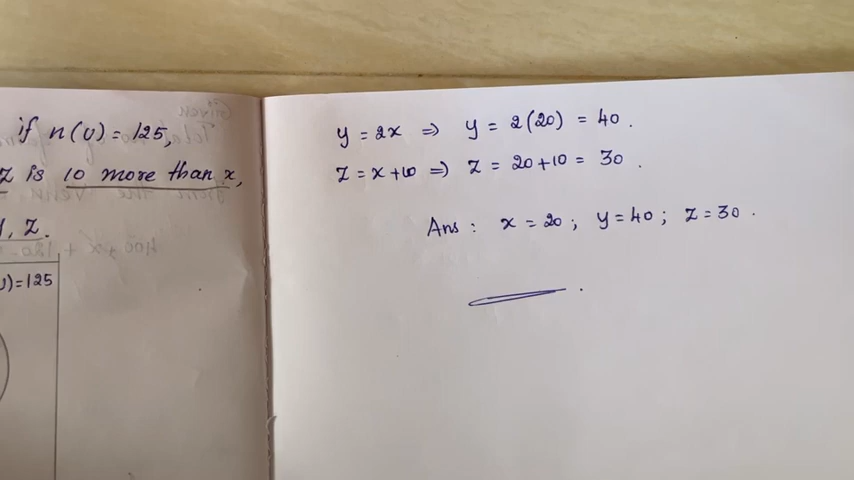 if n(U) = 125,
z is 10 more than x,
, z.
U)=125
y = 2x ⇒ y = 2(20) = 40.
z = x+10 ⇒ z = 20+10 = 30.
Ans : x = 20 ; y = 40 ; z = 30.